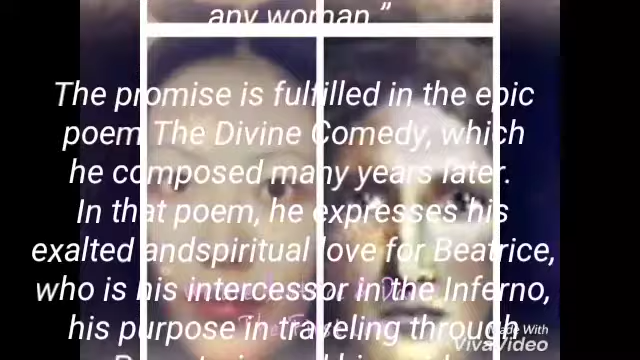 any woman."
The promise is fulfilled in the epic
poem The Divine Comedy, which
he composed many years later.
In that poem, he expresses his
exalted andspiritual love for Beatrice,
who is his intercessor in the Inferno,
his purpose in traveling through
Made With
VivaVideo